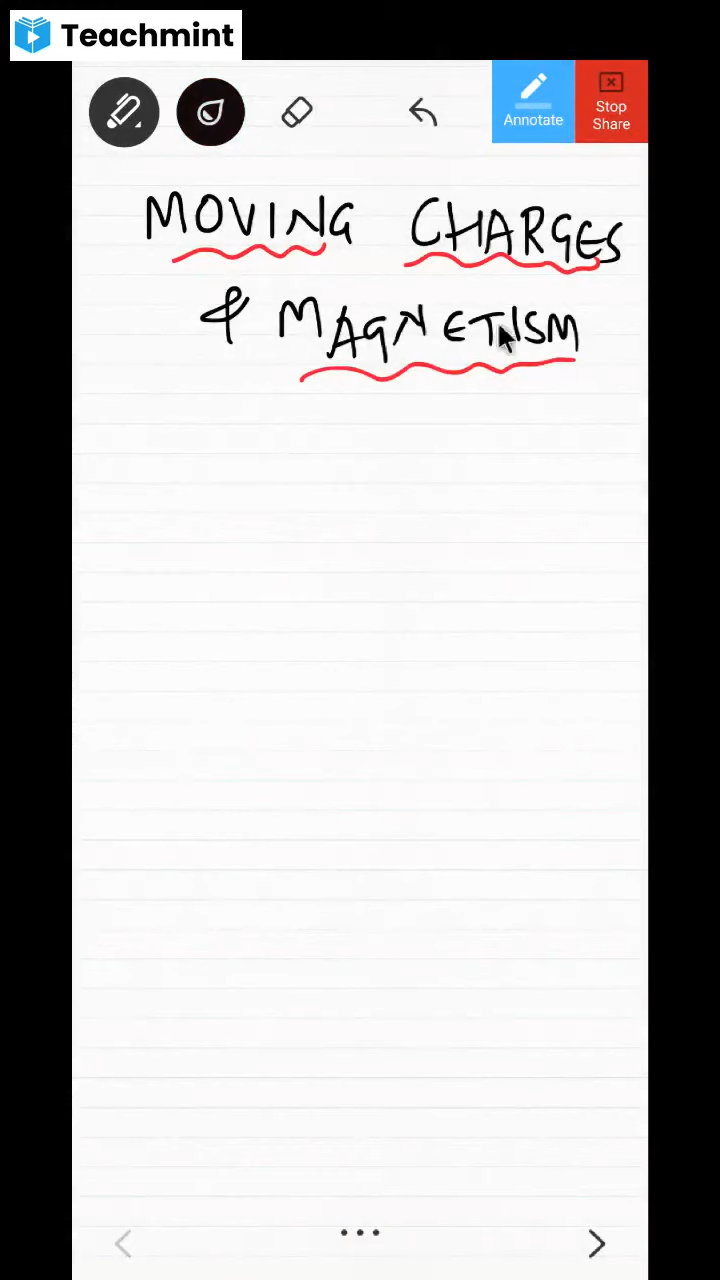 Teachmint
Annotate
Stop
Share
MOVING CHARGES
& MAGNETISM